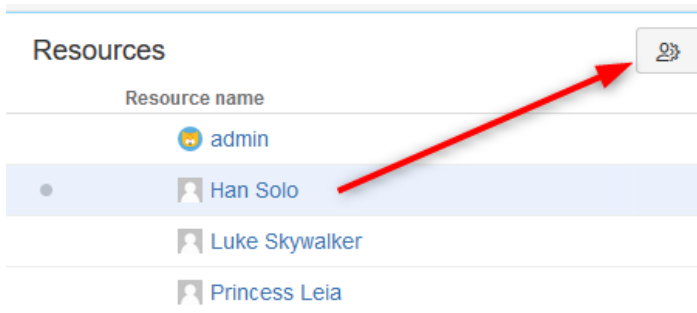 Resources
Resource name
admin
Han Solo
Luke Skywalker
Princess Leia